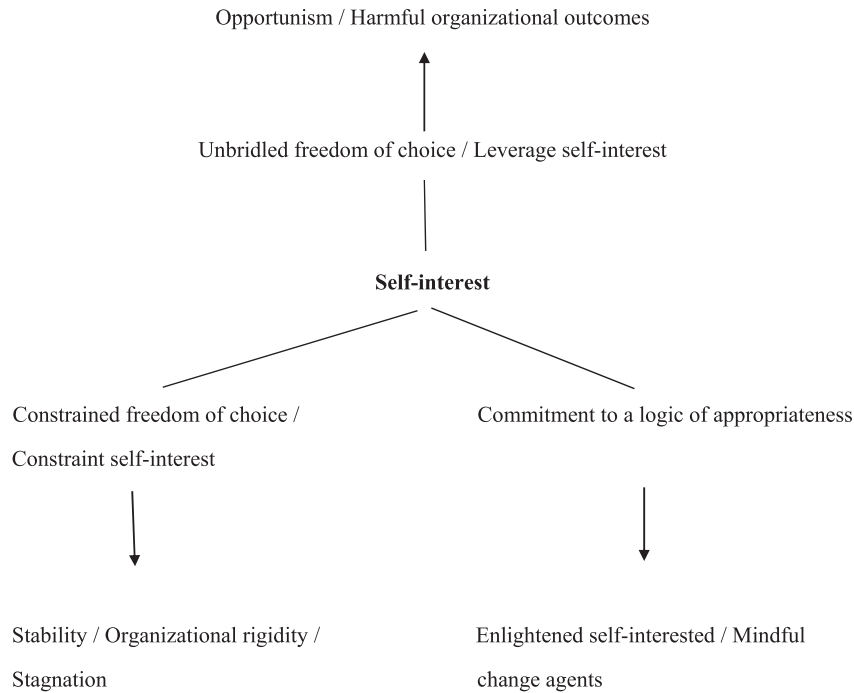 Opportunism / Harmful organizational outcomes
Unbridled freedom of choice / Leverage self-interest
Self-interest
Constrained freedom of choice /
Constraint self-interest
Commitment to a logic of appropriateness
Stability / Organizational rigidity /
Stagnation
Enlightened self-interested / Mindful
change agents